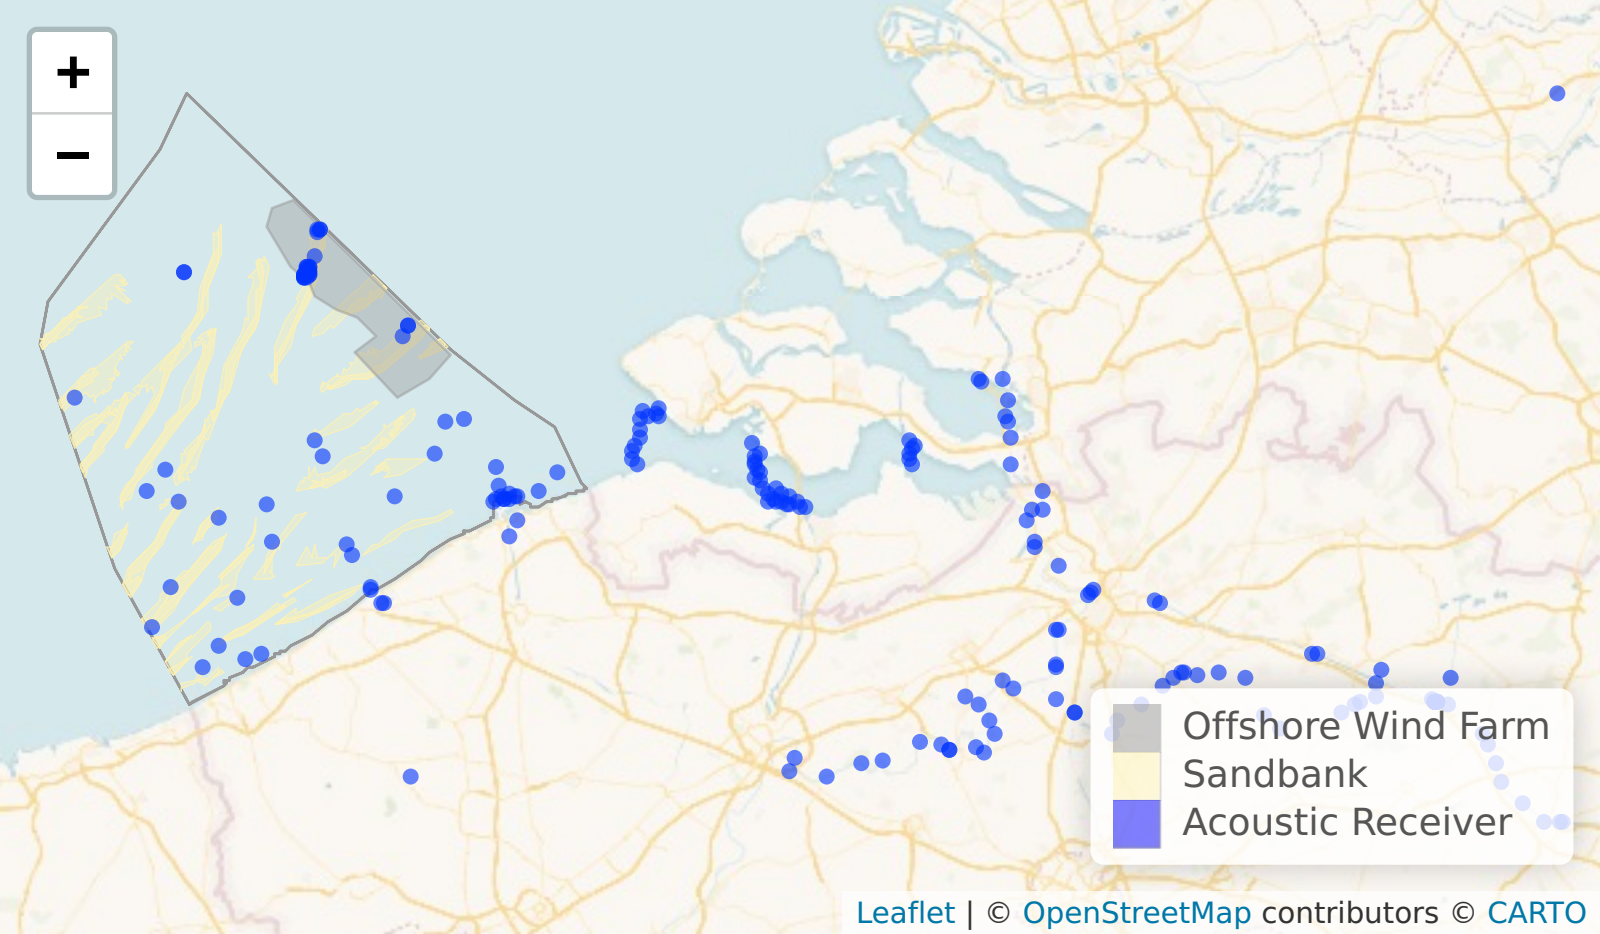 +
−
Offshore Wind Farm
Sandbank
Acoustic Receiver
Leaflet | © OpenStreetMap contributors © CARTO